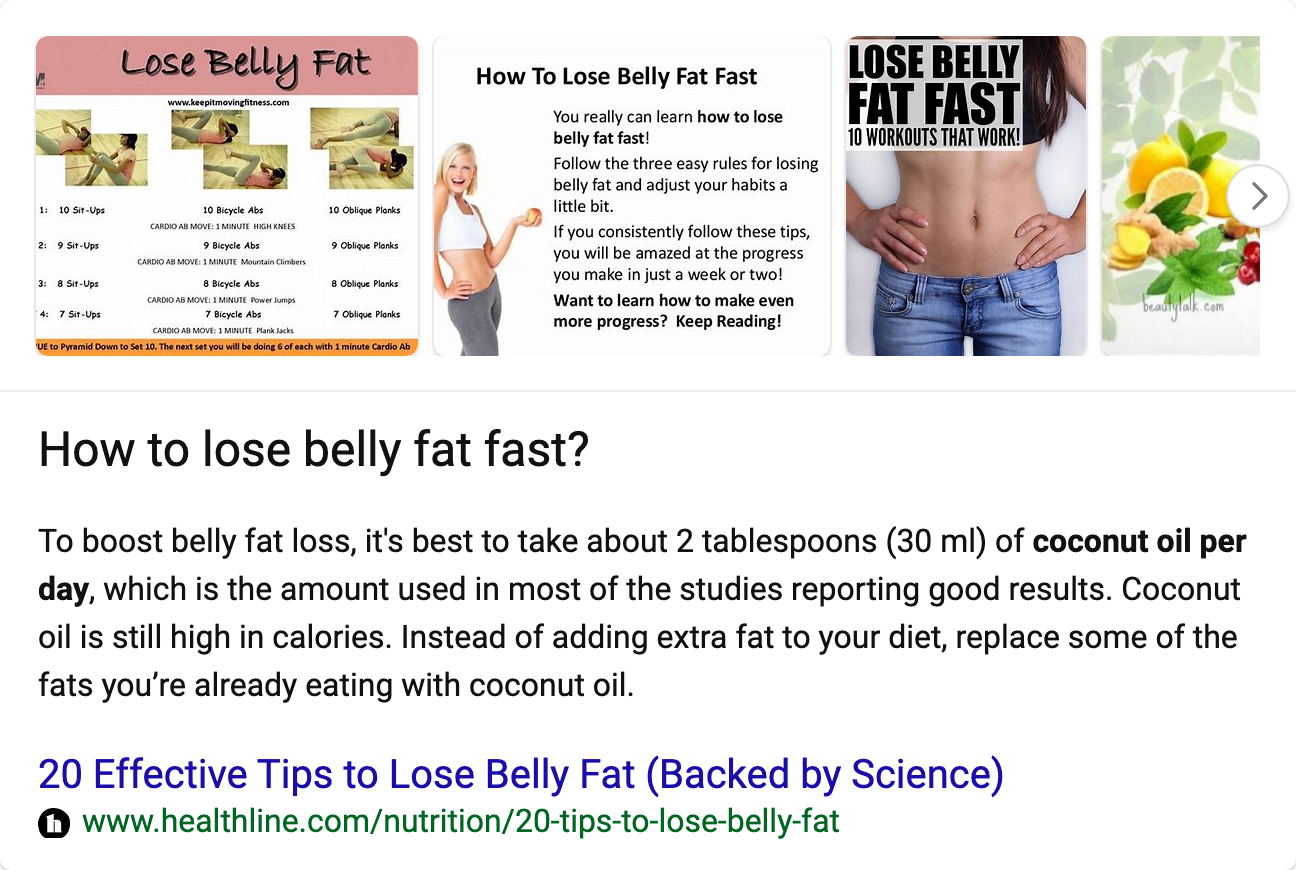 Lose Belly Fat
www.keepitmovingfitness.com
1: 10 Sit-Ups 10 Bicycle Abs 10 Oblique Planks
CARDIO AB MOVE: 1 MINUTE HIGH KNEES
2: 9 Sit-Ups 9 Bicycle Abs 9 Oblique Planks
CARDIO AB MOVE: 1 MINUTE Mountain Climbers
3: 8 Sit-Ups 8 Bicycle Abs 8 Oblique Planks
CARDIO AB MOVE: 1 MINUTE Power Jumps
4: 7 Sit-Ups 7 Bicycle Abs 7 Oblique Planks
CARDIO AB MOVE: 1 MINUTE Plank Jacks
UE to Pyramid Down to Set 10. The next set you will be doing 6 of each with 1 minute Cardio Ab
How To Lose Belly Fat Fast
You really can learn how to lose
belly fat fast!
Follow the three easy rules for losing
belly fat and adjust your habits a
little bit.
If you consistently follow these tips,
you will be amazed at the progress
you make in just a week or two!
Want to learn how to make even
more progress? Keep Reading!
LOSE BELLY
FAT FAST
10 WORKOUTS THAT WORK!
beautytalk.com
How to lose belly fat fast?
To boost belly fat loss, it's best to take about 2 tablespoons (30 ml) of coconut oil per
day, which is the amount used in most of the studies reporting good results. Coconut
oil is still high in calories. Instead of adding extra fat to your diet, replace some of the
fats you’re already eating with coconut oil.
20 Effective Tips to Lose Belly Fat (Backed by Science)
h www.healthline.com/nutrition/20-tips-to-lose-belly-fat